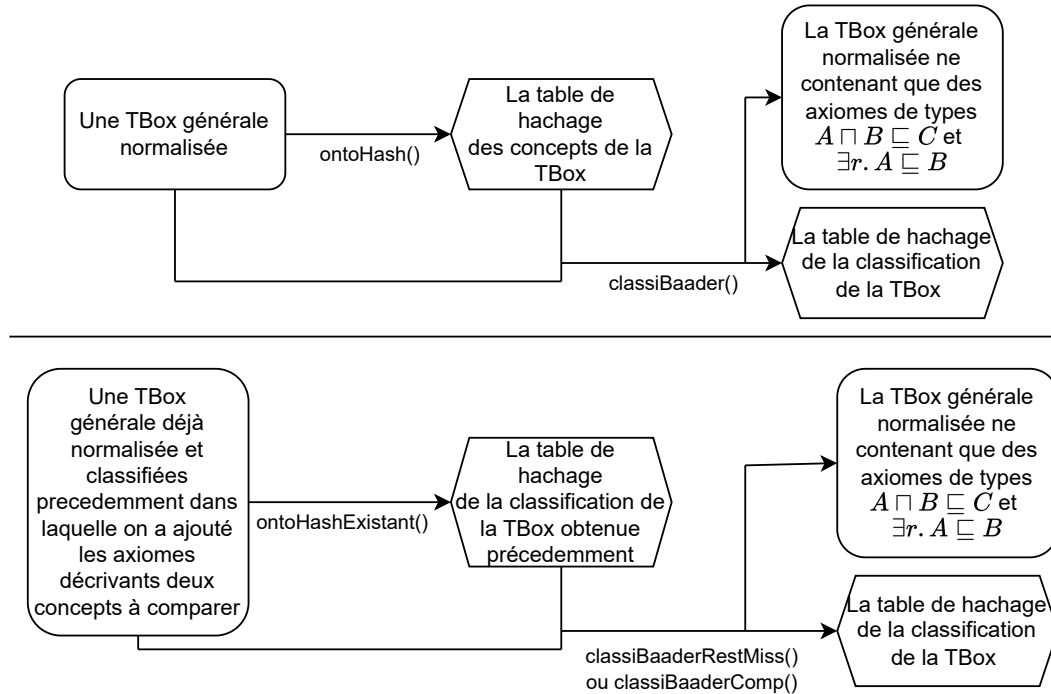 Une TBox générale
normalisée
ontoHash()
La table de
hachage
des concepts de la
TBox
La TBox générale
normalisée ne
contenant que des
axiomes de types
A ⊓ B ⊑ C et
∃r. A ⊑ B
classiBaader()
La table de hachage
de la classification
de la TBox
Une TBox
générale déjà
normalisée et
classifiées
precedemment dans
laquelle on a ajouté
les axiomes
décrivants deux
concepts à comparer
ontoHashExistant()
La table de
hachage
de la classification de
la TBox obtenue
précedemment
La TBox générale
normalisée ne
contenant que des
axiomes de types
A ⊓ B ⊑ C et
∃r. A ⊑ B
classiBaaderRestMiss()
ou classiBaaderComp()
La table de hachage
de la classification
de la TBox